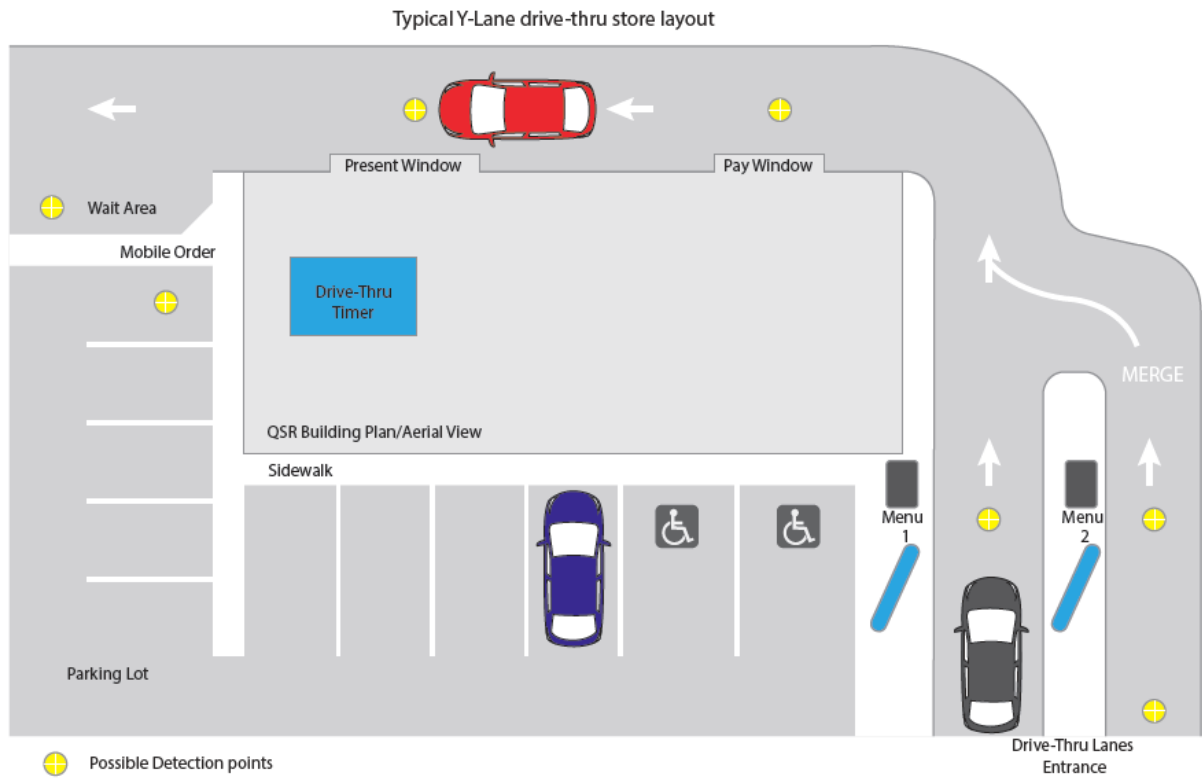 Typical Y-Lane drive-thru store layout
Present Window
Pay Window
Wait Area
Mobile Order
Drive-Thru
Timer
MERGE
QSR Building Plan/Aerial View
Sidewalk
Menu
1
Menu
2
Parking Lot
Drive-Thru Lanes
Entrance
Possible Detection points